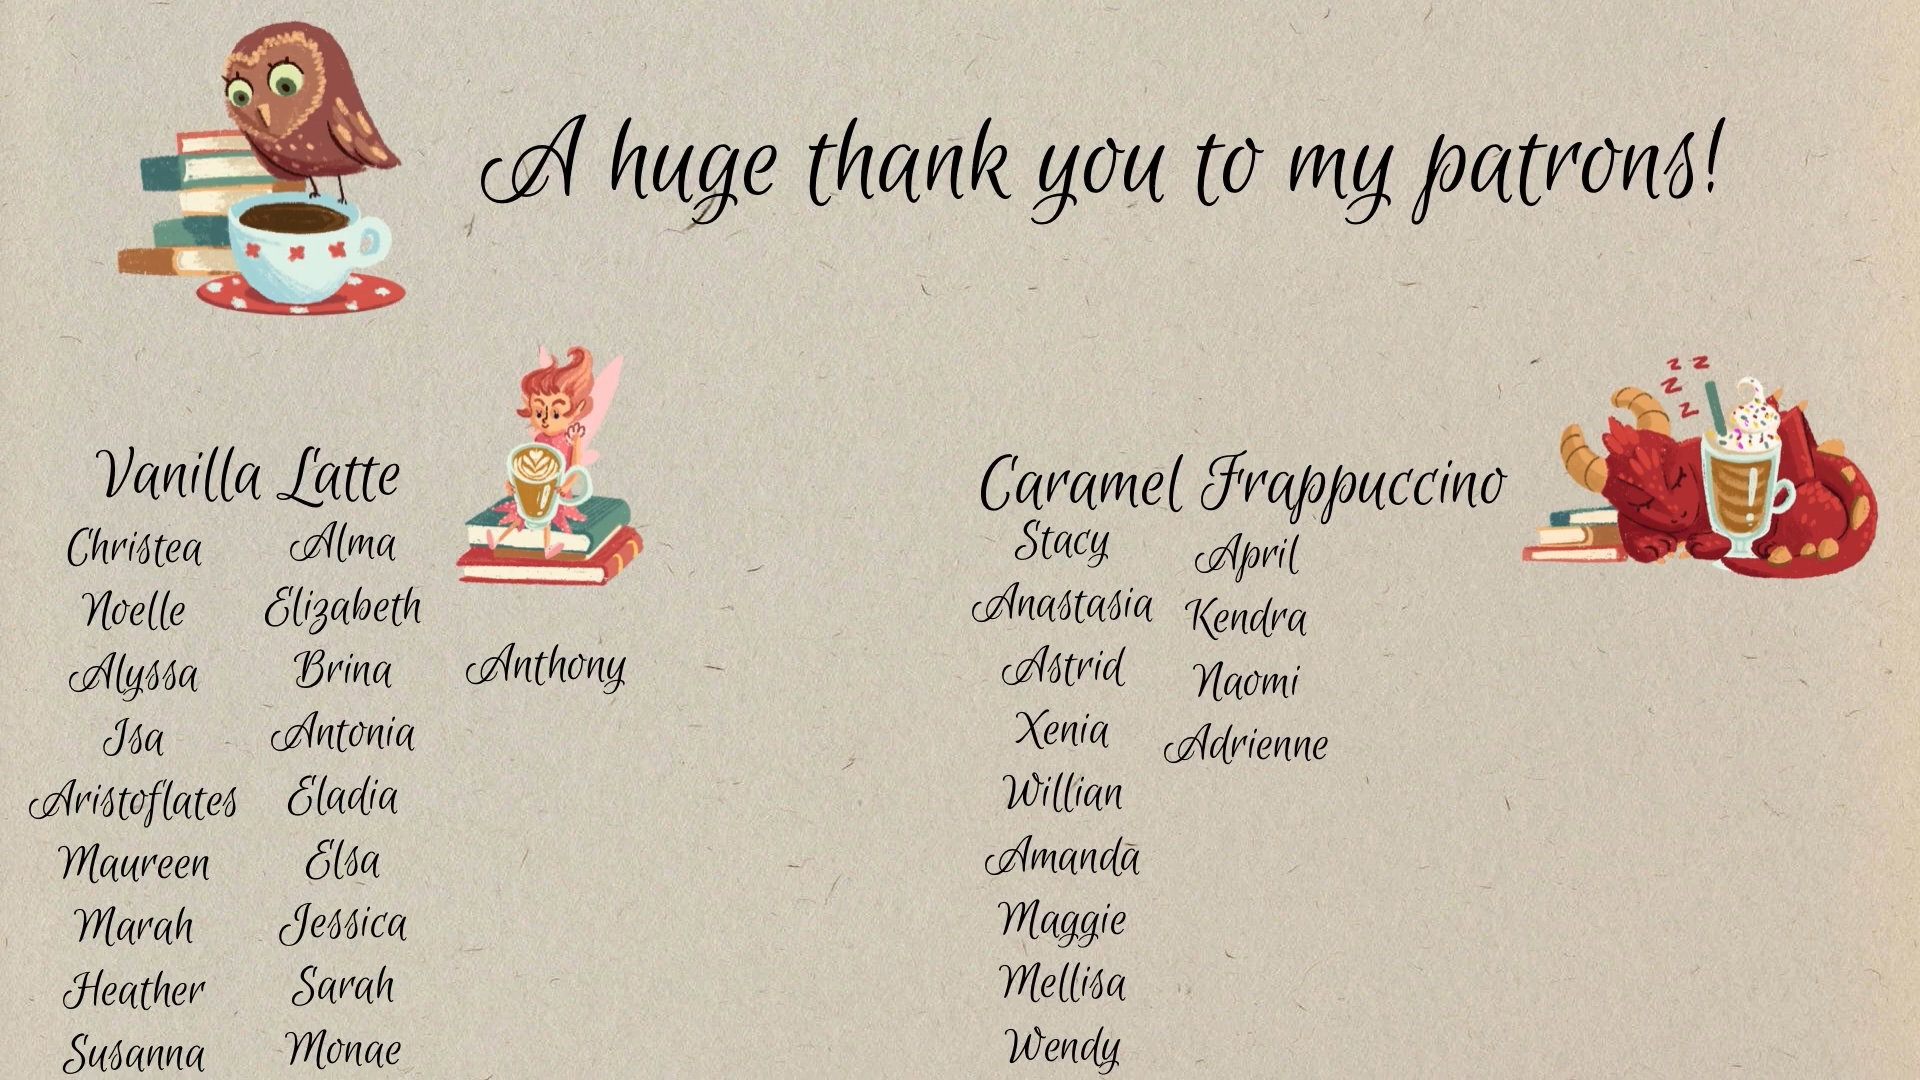 A huge thank you to my patrons!
Vanilla Latte
Christea
Noelle
Alyssa
Isa
Aristoflates
Maureen
Marah
Heather
Susanna
Alma
Elizabeth
Brina
Antonia
Eladia
Elsa
Jessica
Sarah
Monae
Anthony
Caramel Frappuccino
Stacy
Anastasia
Astrid
Xenia
Willian
Amanda
Maggie
Mellisa
Wendy
April
Kendra
Naomi
Adrienne
z z
z
z